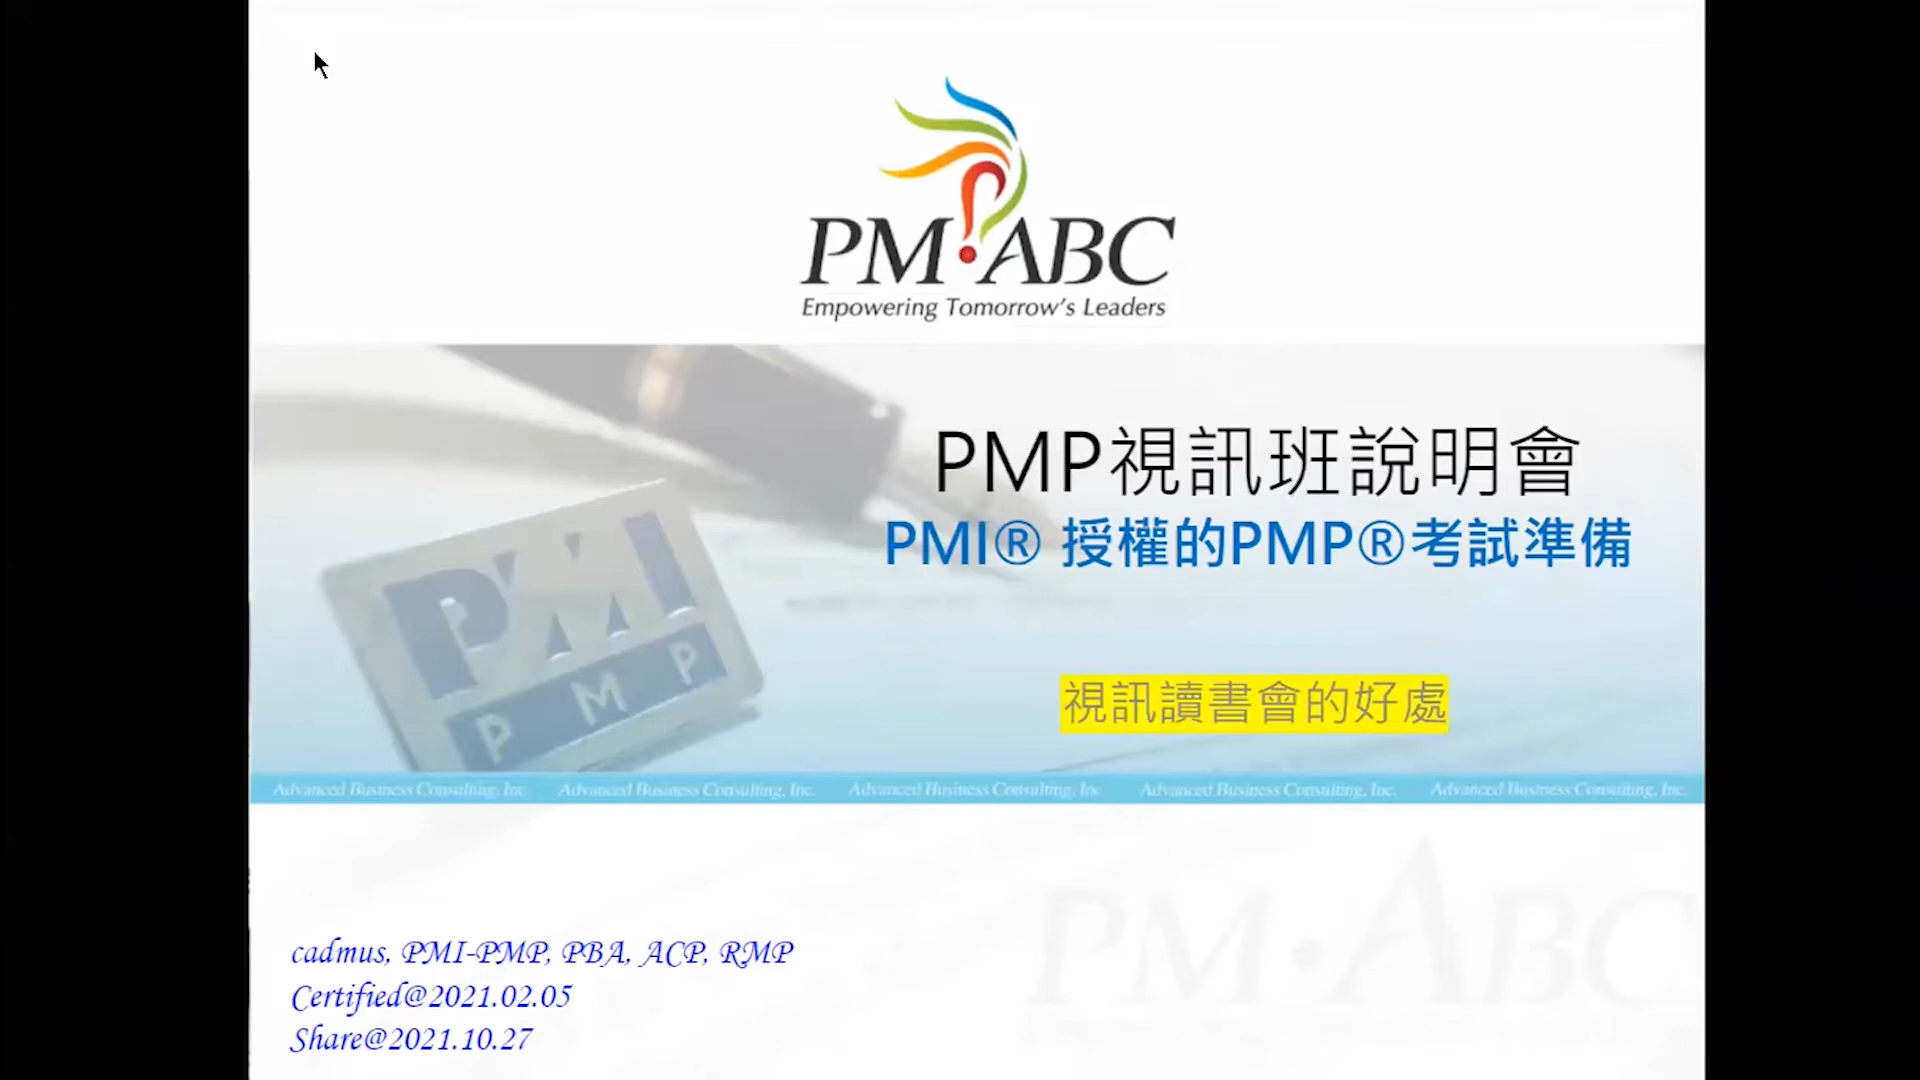 PM ABC
Empowering Tomorrow's Leaders
PMP視訊班說明會
PMI® 授權的PMP®考試準備
PMI
PMP
視訊讀書會的好處
Advanced Business Consulting, Inc. Advanced Business Consulting, Inc. Advanced Business Consulting, Inc. Advanced Business Consulting, Inc. Advanced Business Consulting, Inc.
PM·ABC
cadmus, PMI-PMP, PBA, ACP, RMP
Certified@2021.02.05
Share@2021.10.27